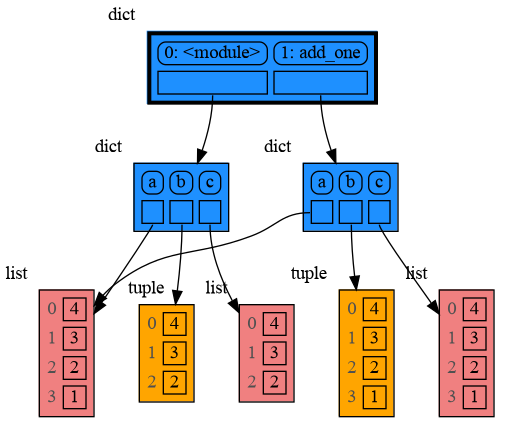 dict
0: <module> 1: add_one
dict dict
a b c a b c
list tuple list tuple list
0 4 0 4 0 4 0 4 0 4
1 3 1 3 1 3 1 3 1 3
2 2 2 2 2 2 2 2 2 2
3 1 3 1 3 1